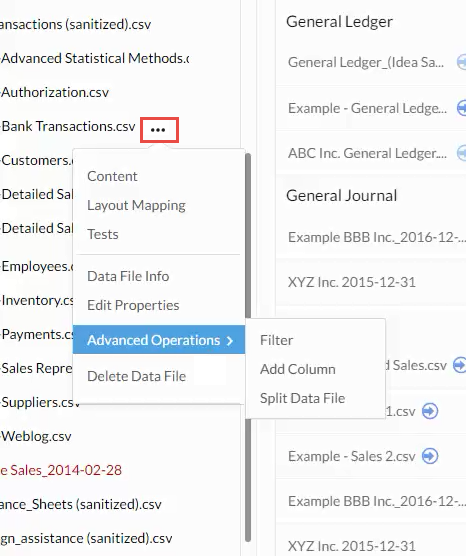 ansactions (sanitized).csv
-Advanced Statistical Methods.c
-Authorization.csv
-Bank Transactions.csv •••
-Customers.c
-Detailed Sal
-Detailed Sal
-Employees.c
-Inventory.cs
-Payments.cs
-Sales Repre
-Suppliers.cs
-Weblog.csv
e Sales_2014-02-28
ance_Sheets (sanitized).csv
gn_assistance (sanitized).csv
Content
Layout Mapping
Tests
Data File Info
Edit Properties
Advanced Operations >
Delete Data File
Filter
Add Column
Split Data File
General Ledger
General Ledger_(Idea Sa...
Example - General Ledge...
ABC Inc. General Ledger....
General Journal
Example BBB Inc._2016-12-...
XYZ Inc. 2015-12-31
d Sales.csv
1.csv
Example - Sales 2.csv
Example BBB Inc._2016-12-...
XYZ Inc. 2015-12-31